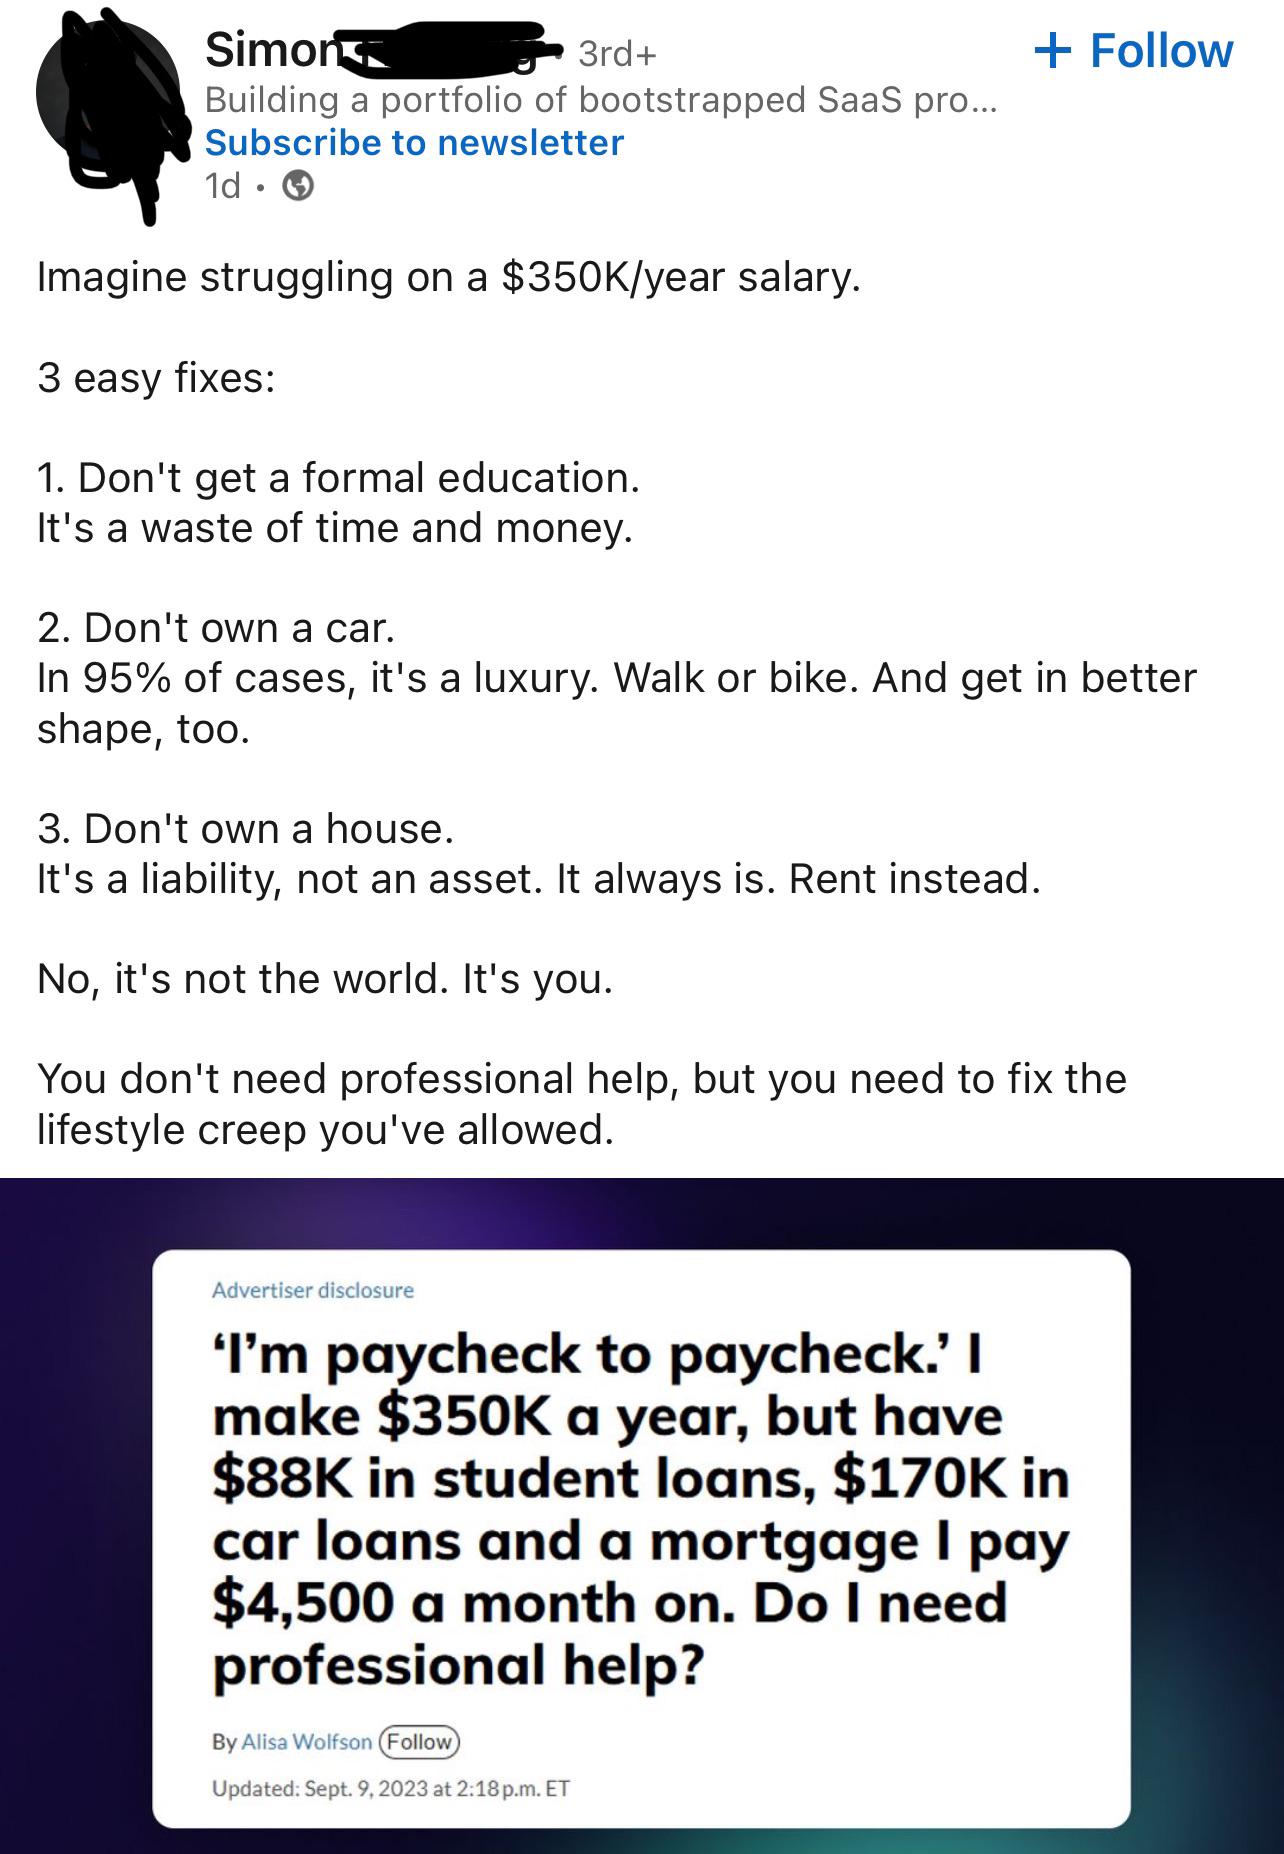 Simon 3rd+
+ Follow
Building a portfolio of bootstrapped SaaS pro...
Subscribe to newsletter
1d •
Imagine struggling on a $350K/year salary.
3 easy fixes:
1. Don't get a formal education.
It's a waste of time and money.
2. Don't own a car.
In 95% of cases, it's a luxury. Walk or bike. And get in better
shape, too.
3. Don't own a house.
It's a liability, not an asset. It always is. Rent instead.
No, it's not the world. It's you.
You don't need professional help, but you need to fix the
lifestyle creep you've allowed.
Advertiser disclosure
‘I’m paycheck to paycheck.’ I
make $350K a year, but have
$88K in student loans, $170K in
car loans and a mortgage I pay
$4,500 a month on. Do I need
professional help?
By Alisa Wolfson Follow
Updated: Sept. 9, 2023 at 2:18 p.m. ET